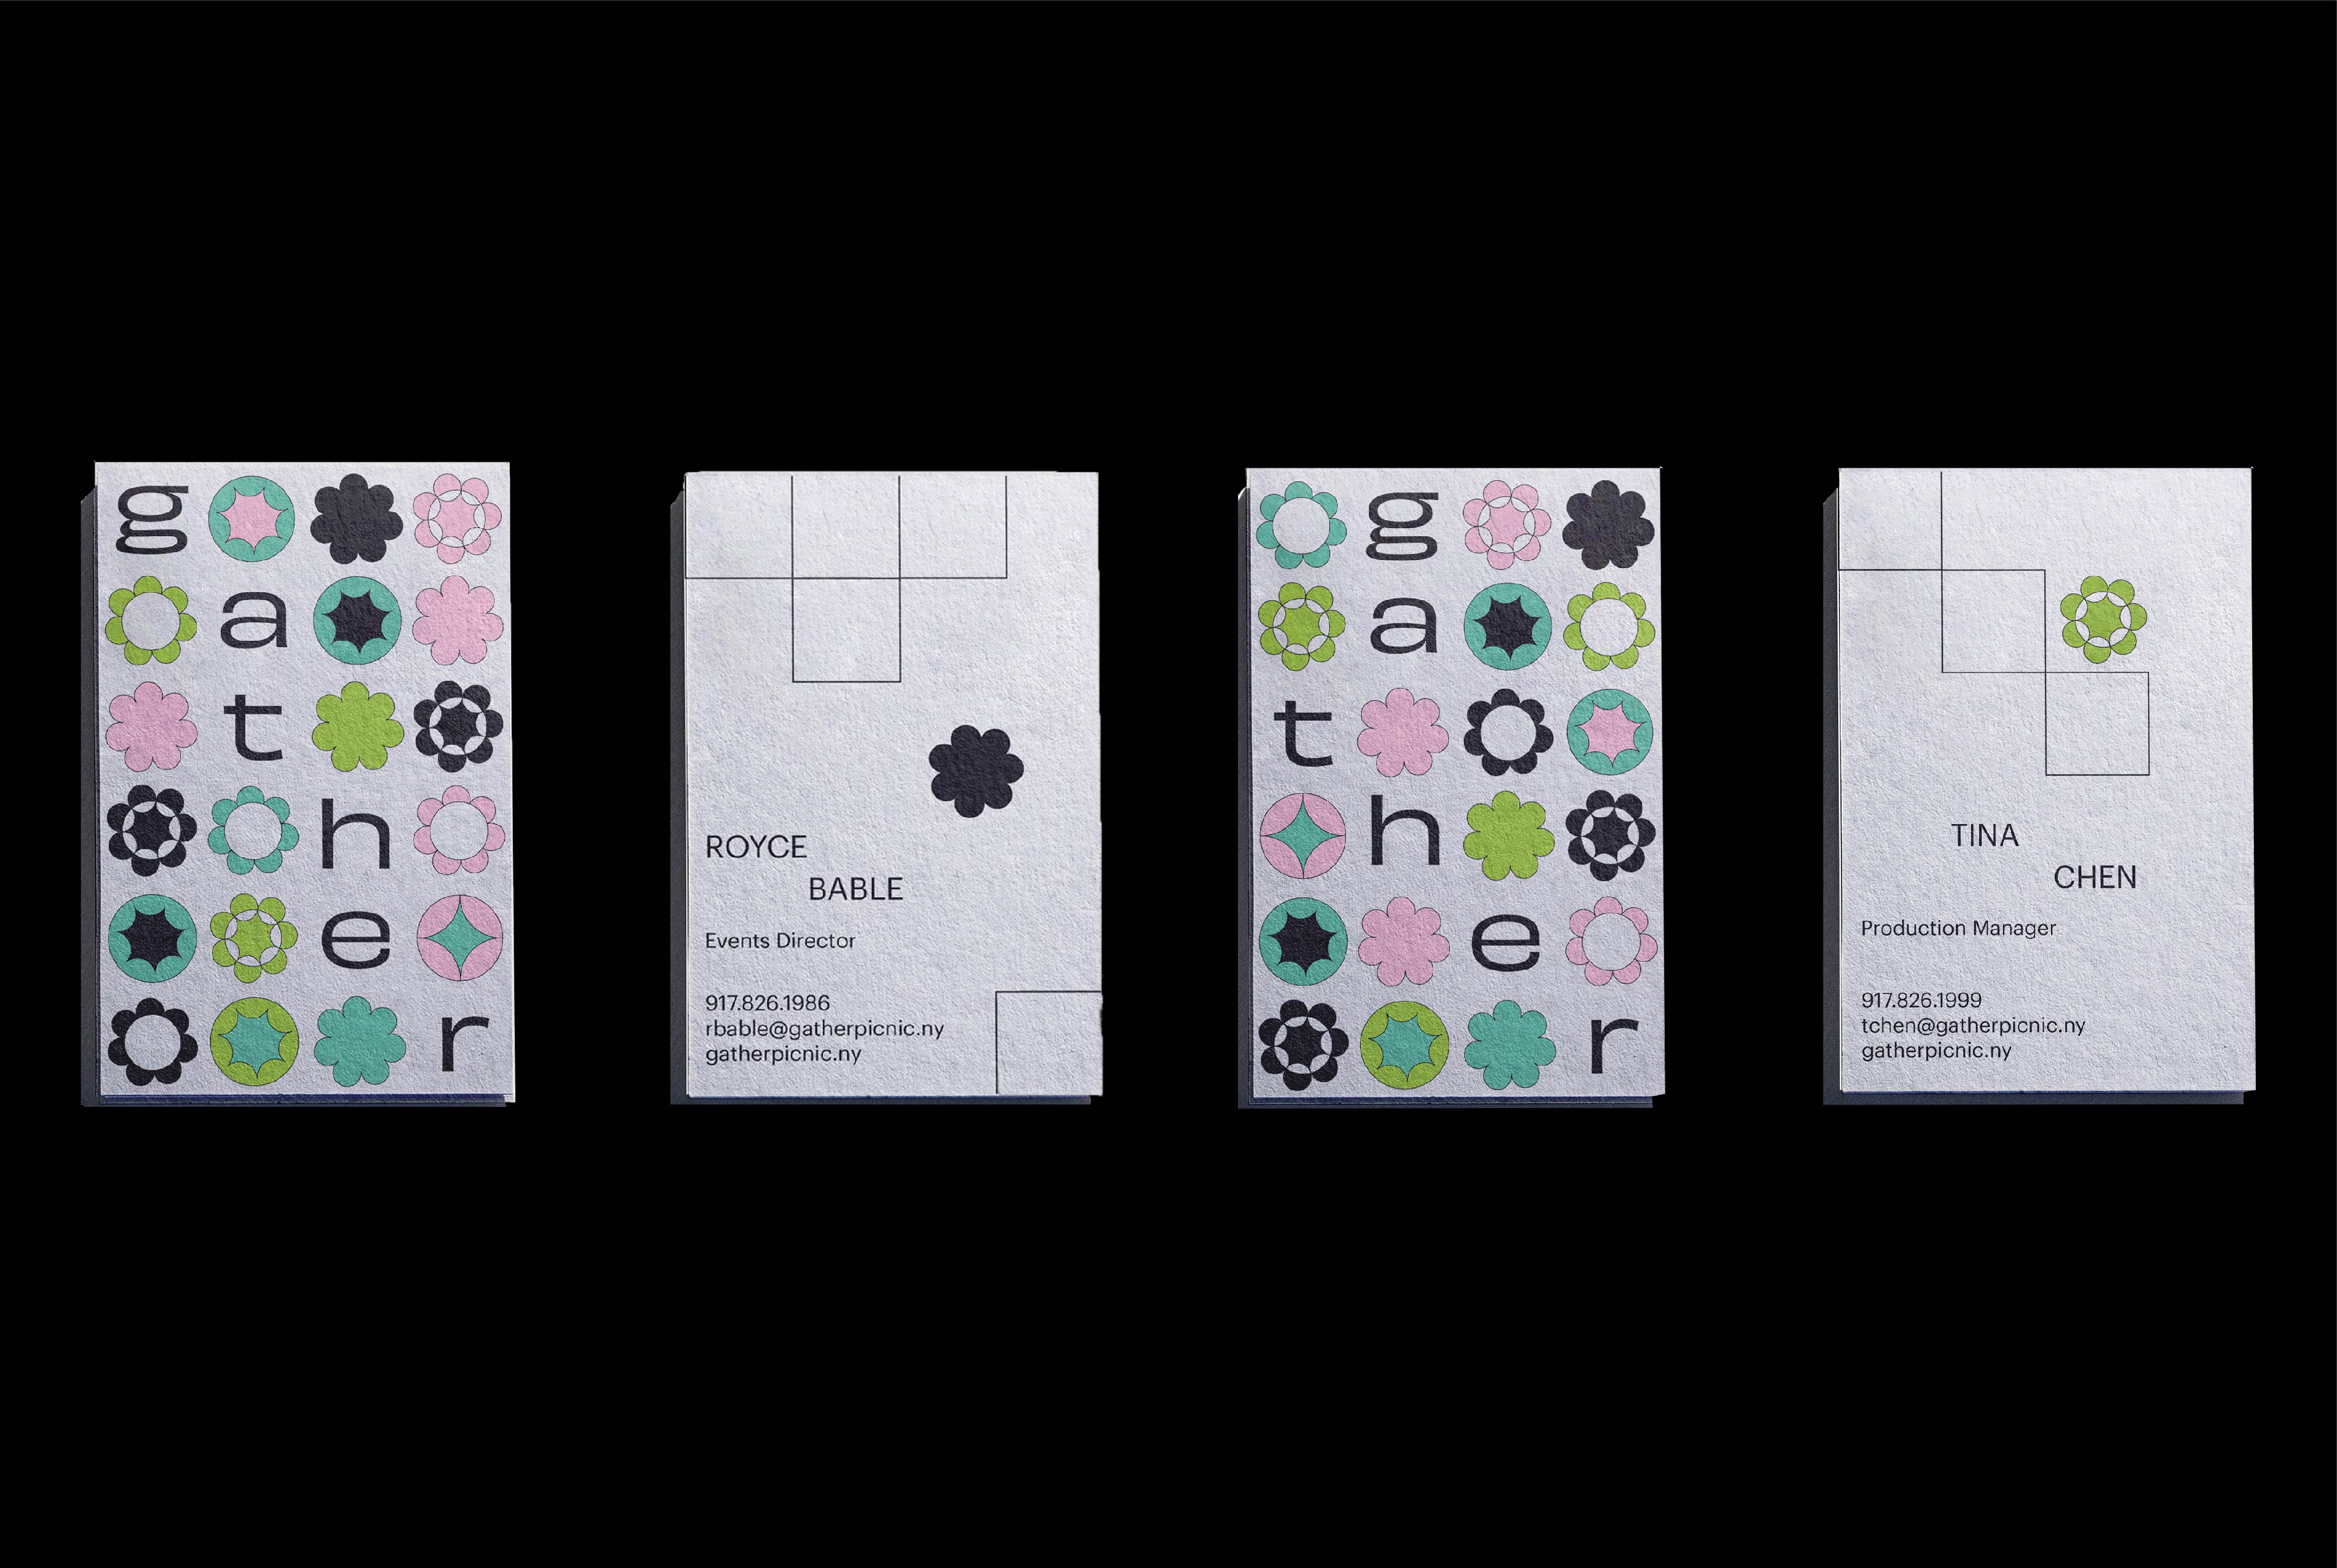 g
a
t
h
e
r
ROYCE
BABLE
Events Director
917.826.1986
rbable@gatherpicnic.ny
gatherpicnic.ny
g
a
t
h
e
r
TINA
CHEN
Production Manager
917.826.1999
tchen@gatherpicnic.ny
gatherpicnic.ny